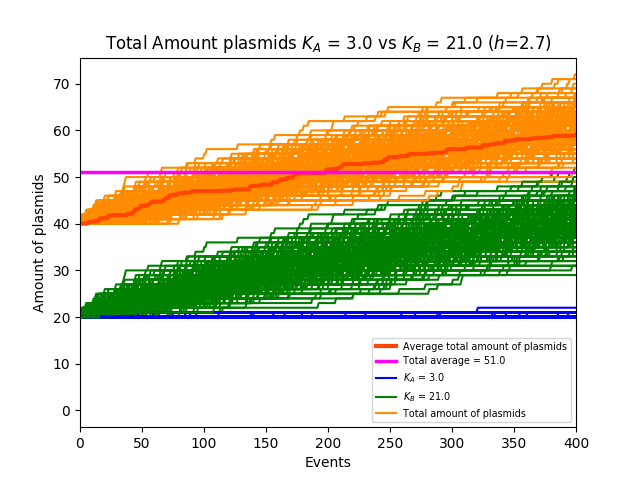 Total Amount plasmids K_A = 3.0 vs K_B = 21.0 (h=2.7)
Amount of plasmids
70
60
50
40
30
20
10
0
Average total amount of plasmids
Total average = 51.0
K_A = 3.0
K_B = 21.0
Total amount of plasmids
0 50 100 150 200 250 300 350 400
Events